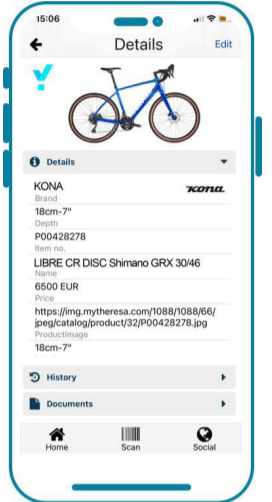 15:06
Details
Edit
Details
KONA
KONA
Brand
18cm-7"
Depth
P00428278
Item no.
LIBRE CR DISC Shimano GRX 30/46
Name
6500 EUR
Price
https://img.mytheresa.com/1088/1088/66/
jpeg/catalog/product/32/P00428278.jpg
Productimage
18cm-7"
History
Documents
Home
Scan
Social